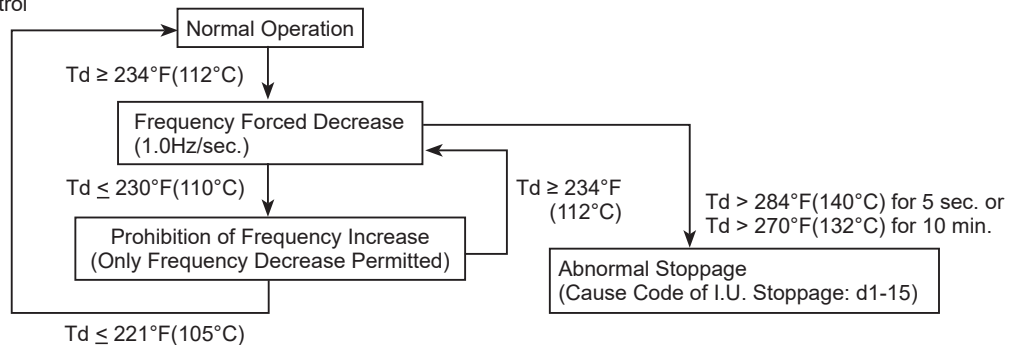 Normal Operation
Td ≥ 234°F(112°C)
Frequency Forced Decrease
(1.0Hz/sec.)
Td ≤ 230°F(110°C)
Td ≥ 234°F
(112°C)
Td > 284°F(140°C) for 5 sec. or
Td > 270°F(132°C) for 10 min.
Prohibition of Frequency Increase
(Only Frequency Decrease Permitted)
Abnormal Stoppage
(Cause Code of I.U. Stoppage: d1-15)
Td ≤ 221°F(105°C)